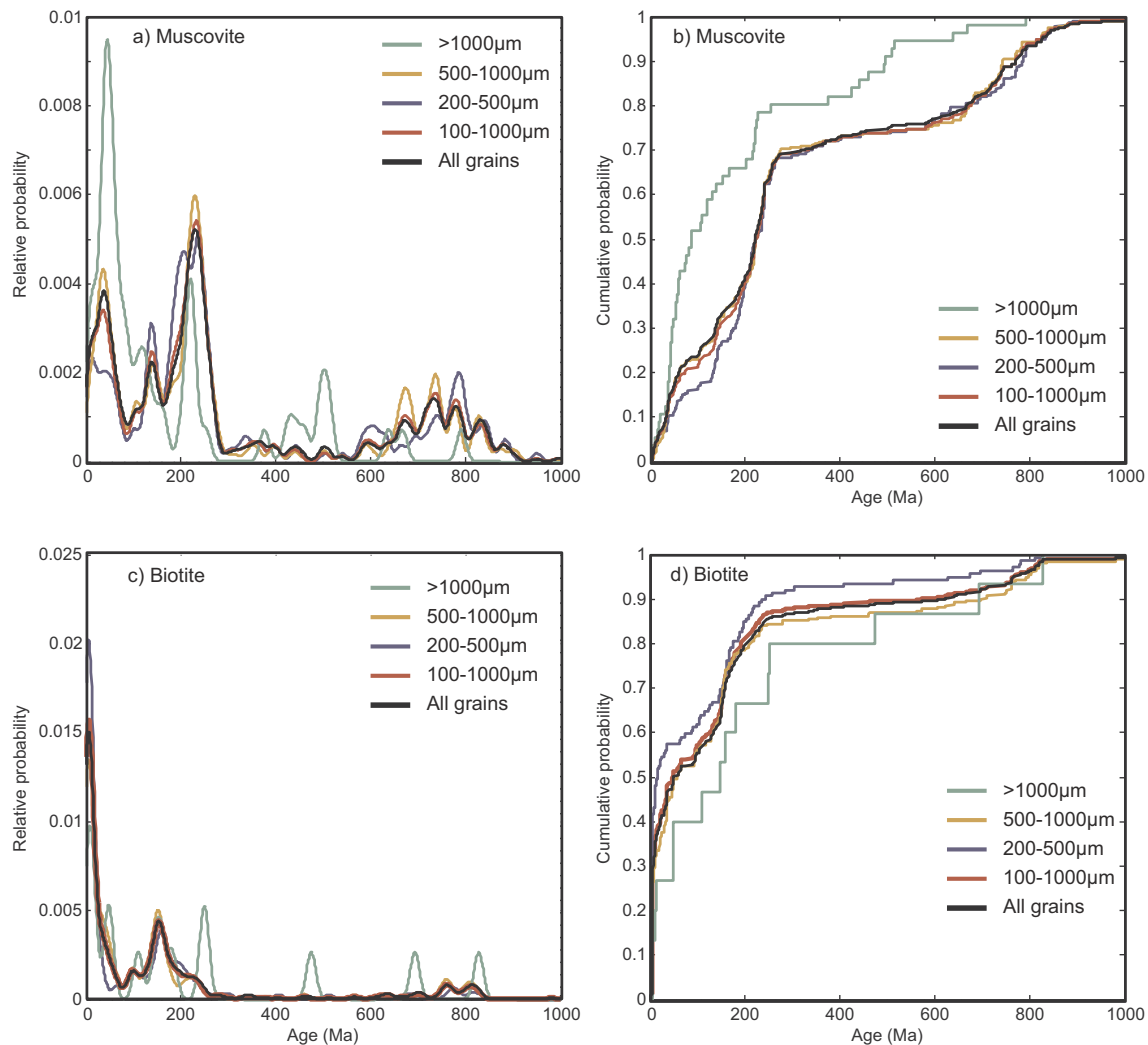 a) Muscovite
>1000µm
500-1000µm
200-500µm
100-1000µm
All grains
0.01
0.008
0.006
0.004
0.002
0
Relative probability
0 200 400 600 800 1000
Age (Ma)
b) Muscovite
>1000µm
500-1000µm
200-500µm
100-1000µm
All grains
1
0.9
0.8
0.7
0.6
0.5
0.4
0.3
0.2
0.1
0
Cumulative probability
0 200 400 600 800 1000
Age (Ma)
c) Biotite
>1000µm
500-1000µm
200-500µm
100-1000µm
All grains
0.025
0.02
0.015
0.01
0.005
0
Relative probability
0 200 400 600 800 1000
Age (Ma)
d) Biotite
>1000µm
500-1000µm
200-500µm
100-1000µm
All grains
1
0.9
0.8
0.7
0.6
0.5
0.4
0.3
0.2
0.1
0
Cumulative probability
0 200 400 600 800 1000
Age (Ma)